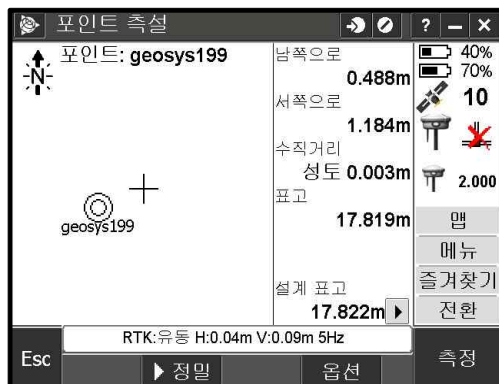 포인트 측설
? – ×
포인트: geosys199
N
geosys199
남쪽으로
0.488m
서쪽으로
1.184m
수직거리
성토 0.003m
표고
17.819m
설계 표고
17.822m
40%
70%
10
2.000
맵
메뉴
즐겨찾기
전환
측정
RTK:유동 H:0.04m V:0.09m 5Hz
Esc
정밀
옵션